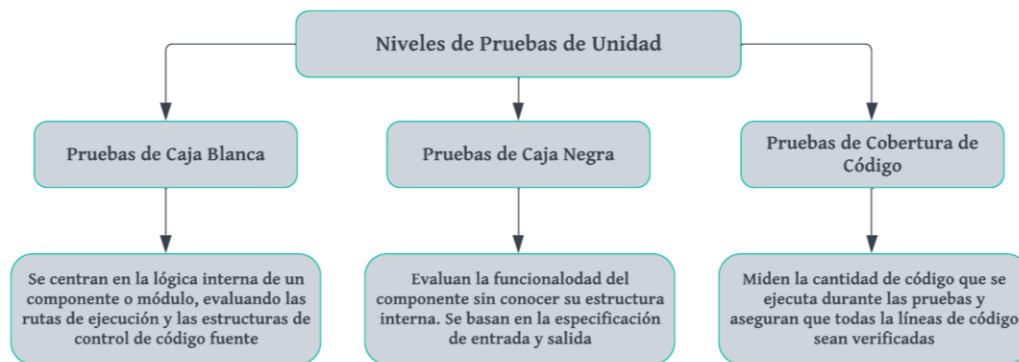 Niveles de Pruebas de Unidad
Pruebas de Caja Blanca
Pruebas de Caja Negra
Pruebas de Cobertura de
Código
Se centran en la lógica interna de un
componente o módulo, evaluando las
rutas de ejecución y las estructuras de
control de código fuente
Evaluan la funcionalodad del
componente sin conocer su estructura
interna. Se basan en la especificación
de entrada y salida
Miden la cantidad de código que se
ejecuta durante las pruebas y
aseguran que todas la líneas de código
sean verificadas